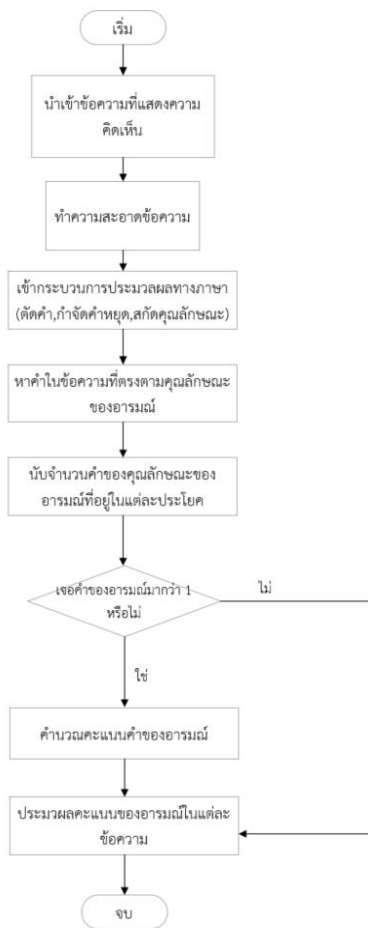 เริ่ม
นำเข้าข้อความที่แสดงความ
คิดเห็น
ทำความสะอาดข้อความ
เข้ากระบวนการประมวลผลทางภาษา
(ตัดคำ,กำจัดคำหยุด,สกัดคุณลักษณะ)
หาคำในข้อความที่ตรงตามคุณลักษณะ
ของอารมณ์
นับจำนวนคำของคุณลักษณะของ
อารมณ์ที่อยู่ในแต่ละประโยค
เจอคำของอารมณ์มากว่า 1
หรือไม่
ไม่
ใช่
คำนวณคะแนนคำของอารมณ์
ประมวผลคะแนนของอารมณ์ในแต่ละ
ข้อความ
จบ